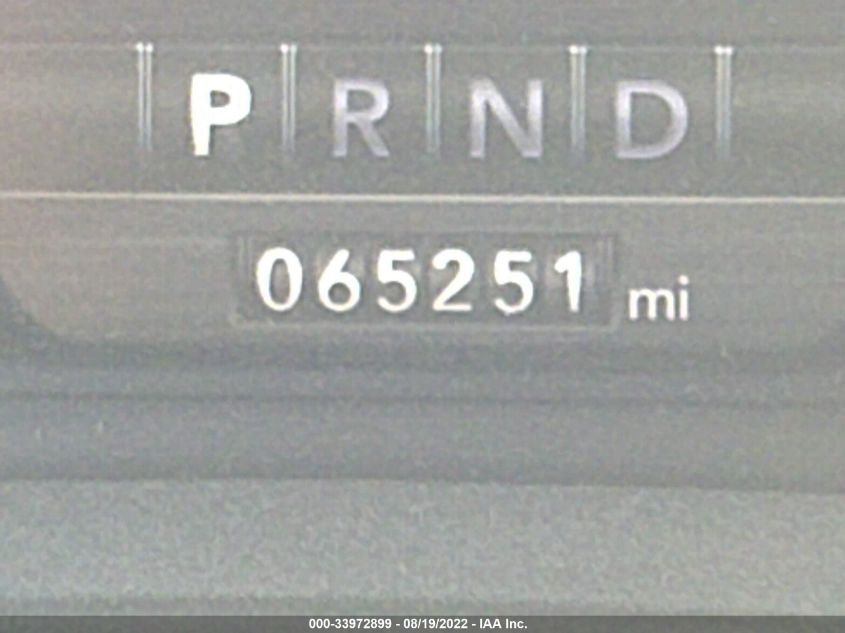 P R N D
065251 mi
000-33972899 - 08/19/2022 - IAA Inc.